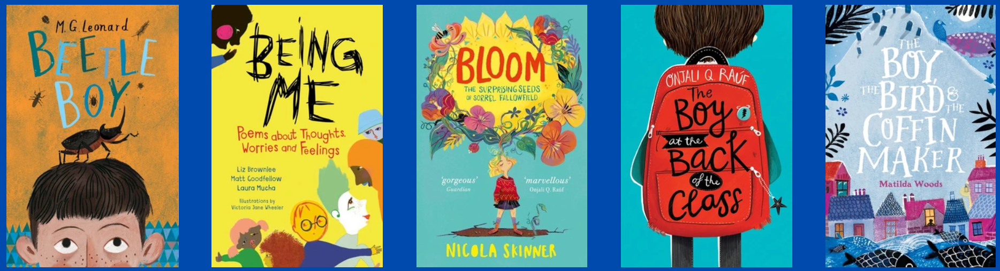 M.G. Leonard
BEETLE
BOY
BEING
ME
Poems about Thoughts,
Worries and Feelings
Liz Brownlee
Matt Goodfellow
Laura Mucha
Illustrations by
Victoria Jane Wheeler
BLOOM
THE SURPRISING SEEDS
OF SORREL FALLOWFIELD
'gorgeous'
Guardian
'marvellous'
Onjali Q. Raúf
NICOLA SKINNER
ONJALI Q. RAÚF
The
Boy
at the
BACK
of the
Class
THE
BOY,
THE BIRD &
THE
COFFIN
MAKER
Matilda Woods